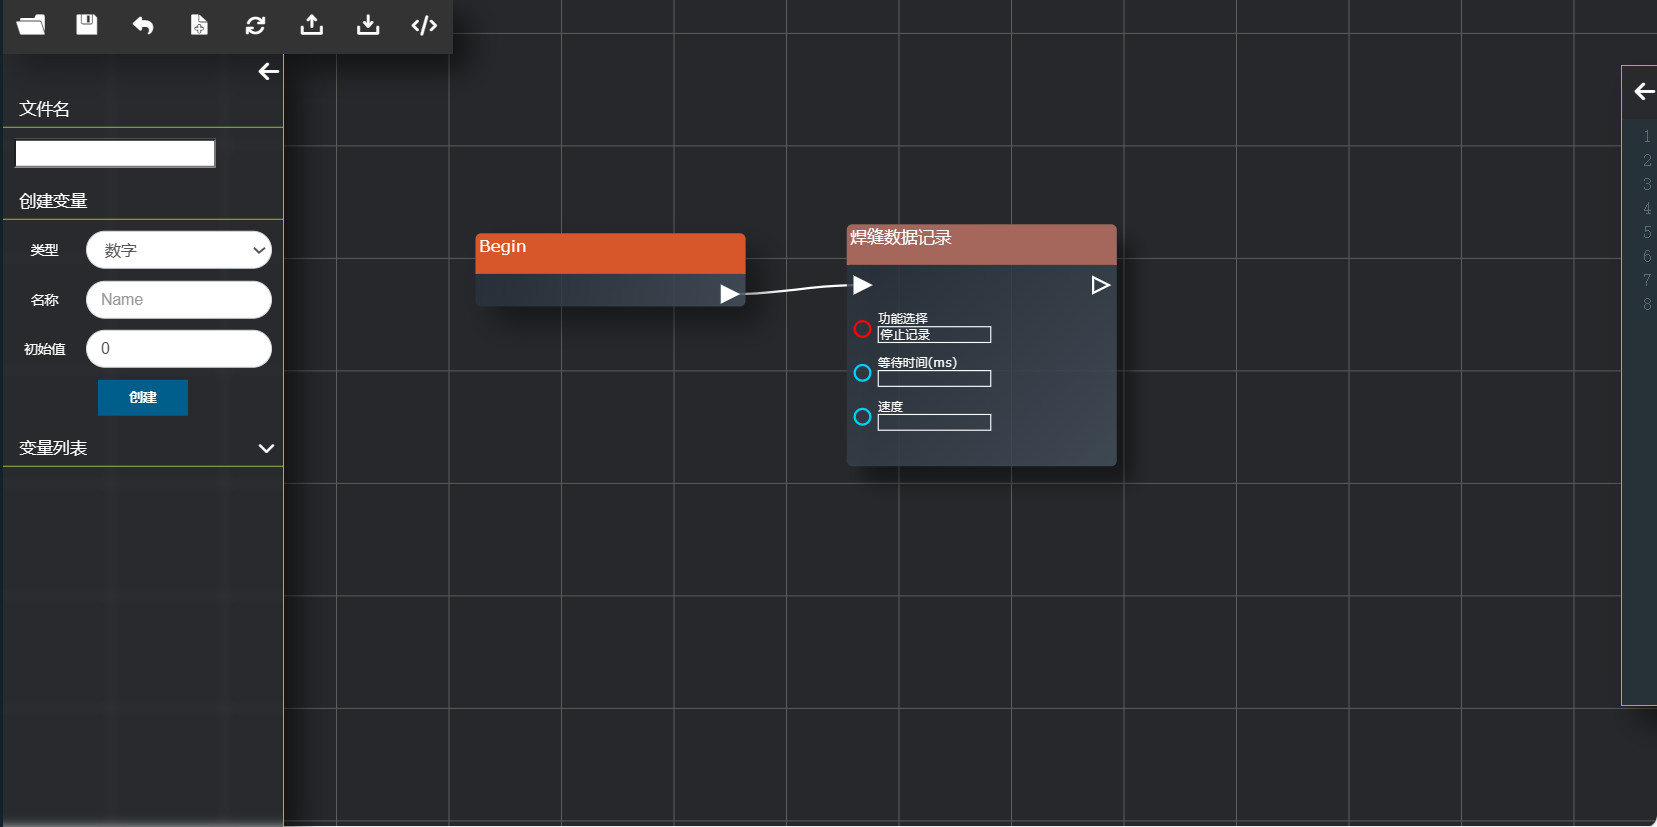 文件名
创建变量
类型
数字
名称
Name
初始值
0
创建
变量列表
Begin
焊缝数据记录
功能选择
停止记录
等待时间(ms)
速度
1
2
3
4
5
6
7
8